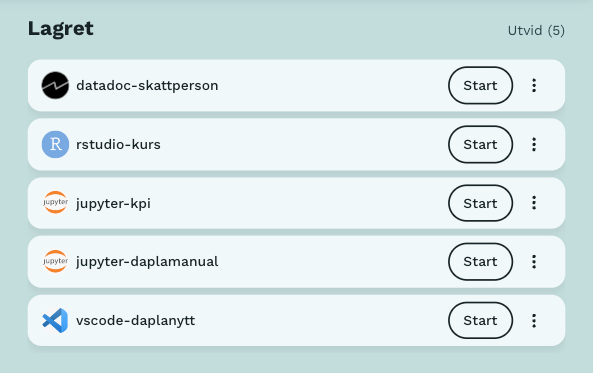 Lagret
Utvid (5)
datadoc-skattperson
Start
R
rstudio-kurs
Start
jupyter
jupyter-kpi
Start
jupyter
jupyter-daplamanual
Start
vscode-daplanytt
Start